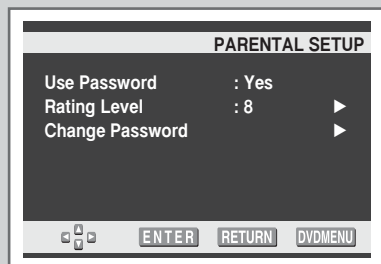 PARENTAL SETUP
Use Password : Yes
Rating Level : 8 ►
Change Password ►
ENTER RETURN DVDMENU